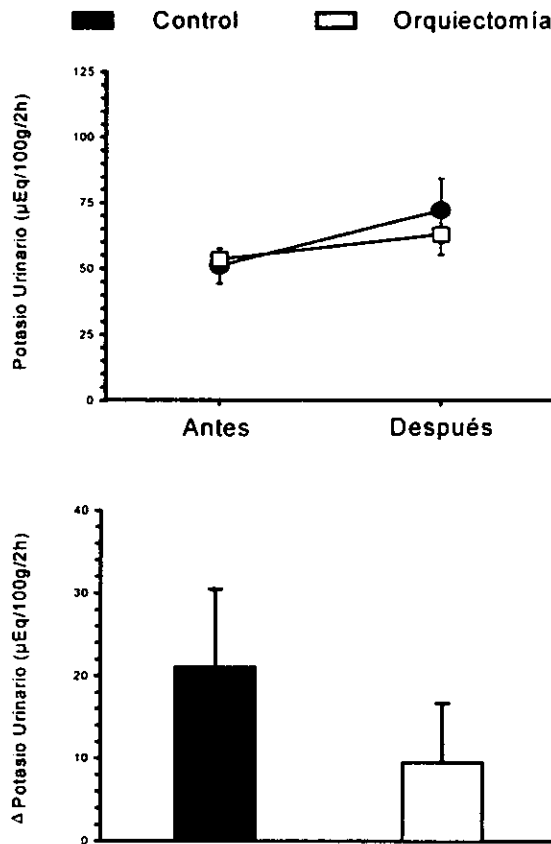 Control Orquiectomía
Potasio Urinario (µEq/100g/2h)
125
100
75
50
25
0
Antes Después
Δ Potasio Urinario (µEq/100g/2h)
40
30
20
10
0